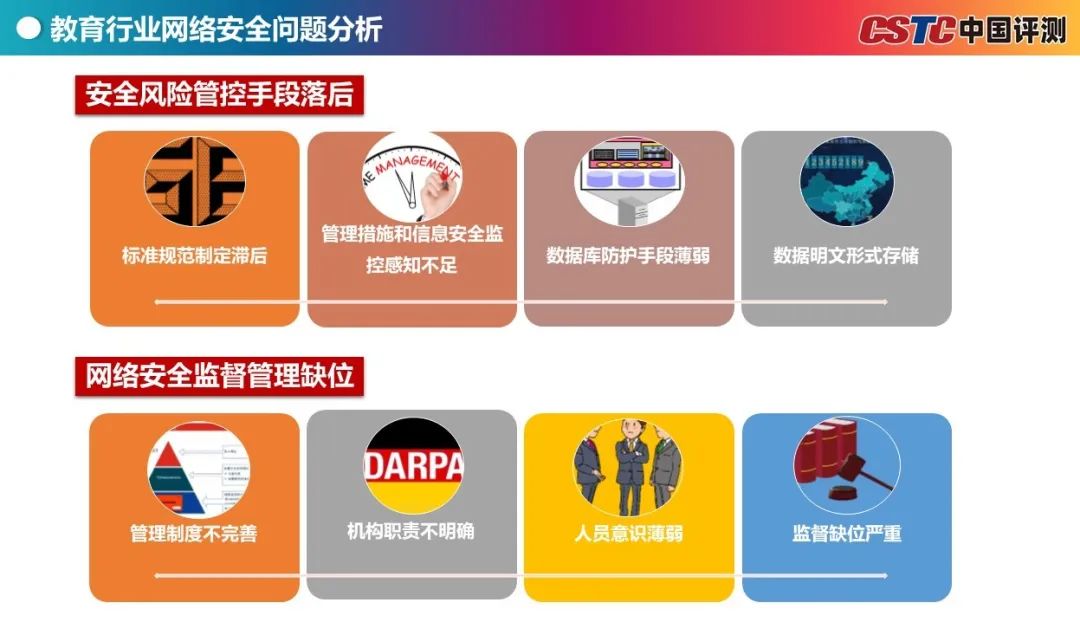 教育行业网络安全问题分析
CSTC中国评测
安全风险管控手段落后
MANAGEMENT
标准规范制定滞后
管理措施和信息安全监
控感知不足
数据库防护手段薄弱
数据明文形式存储
网络安全监督管理缺位
DARPA
管理制度不完善
机构职责不明确
人员意识薄弱
监督缺位严重